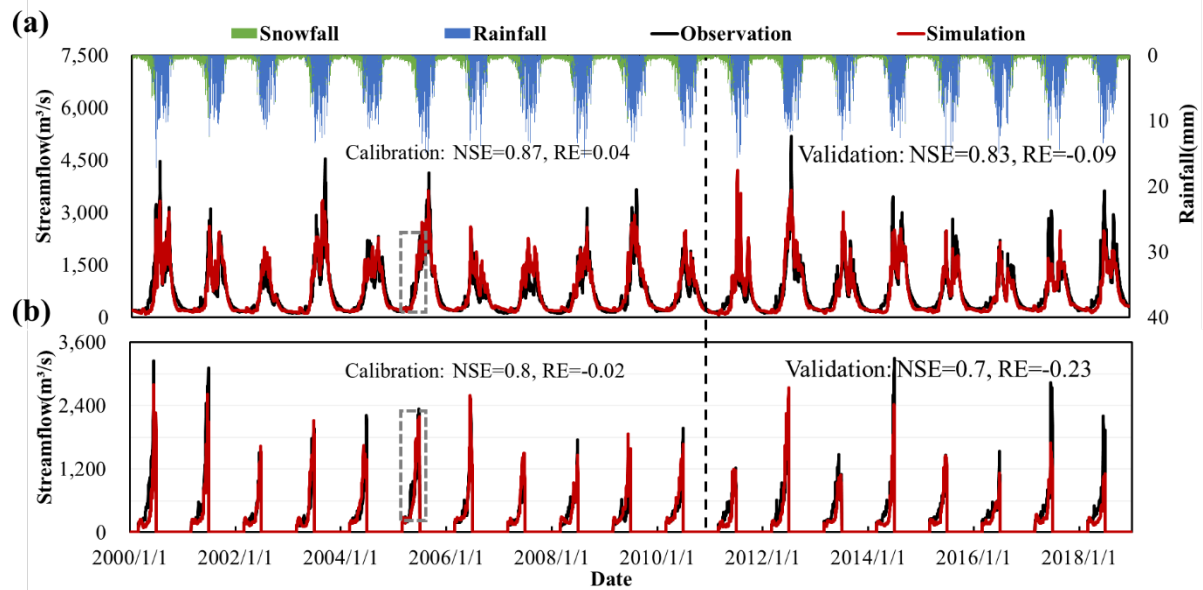 (a)
Snowfall Rainfall Observation Simulation
7,500
6,000
4,500
3,000
1,500
0
Streamflow(m³/s)
0
10
20
30
40
Rainfall(mm)
Calibration: NSE=0.87, RE=0.04
Validation: NSE=0.83, RE=-0.09
(b)
3,600
2,400
1,200
0
Streamflow(m³/s)
Calibration: NSE=0.8, RE=-0.02
Validation: NSE=0.7, RE=-0.23
2000/1/1 2002/1/1 2004/1/1 2006/1/1 2008/1/1 2010/1/1 2012/1/1 2014/1/1 2016/1/1 2018/1/1
Date